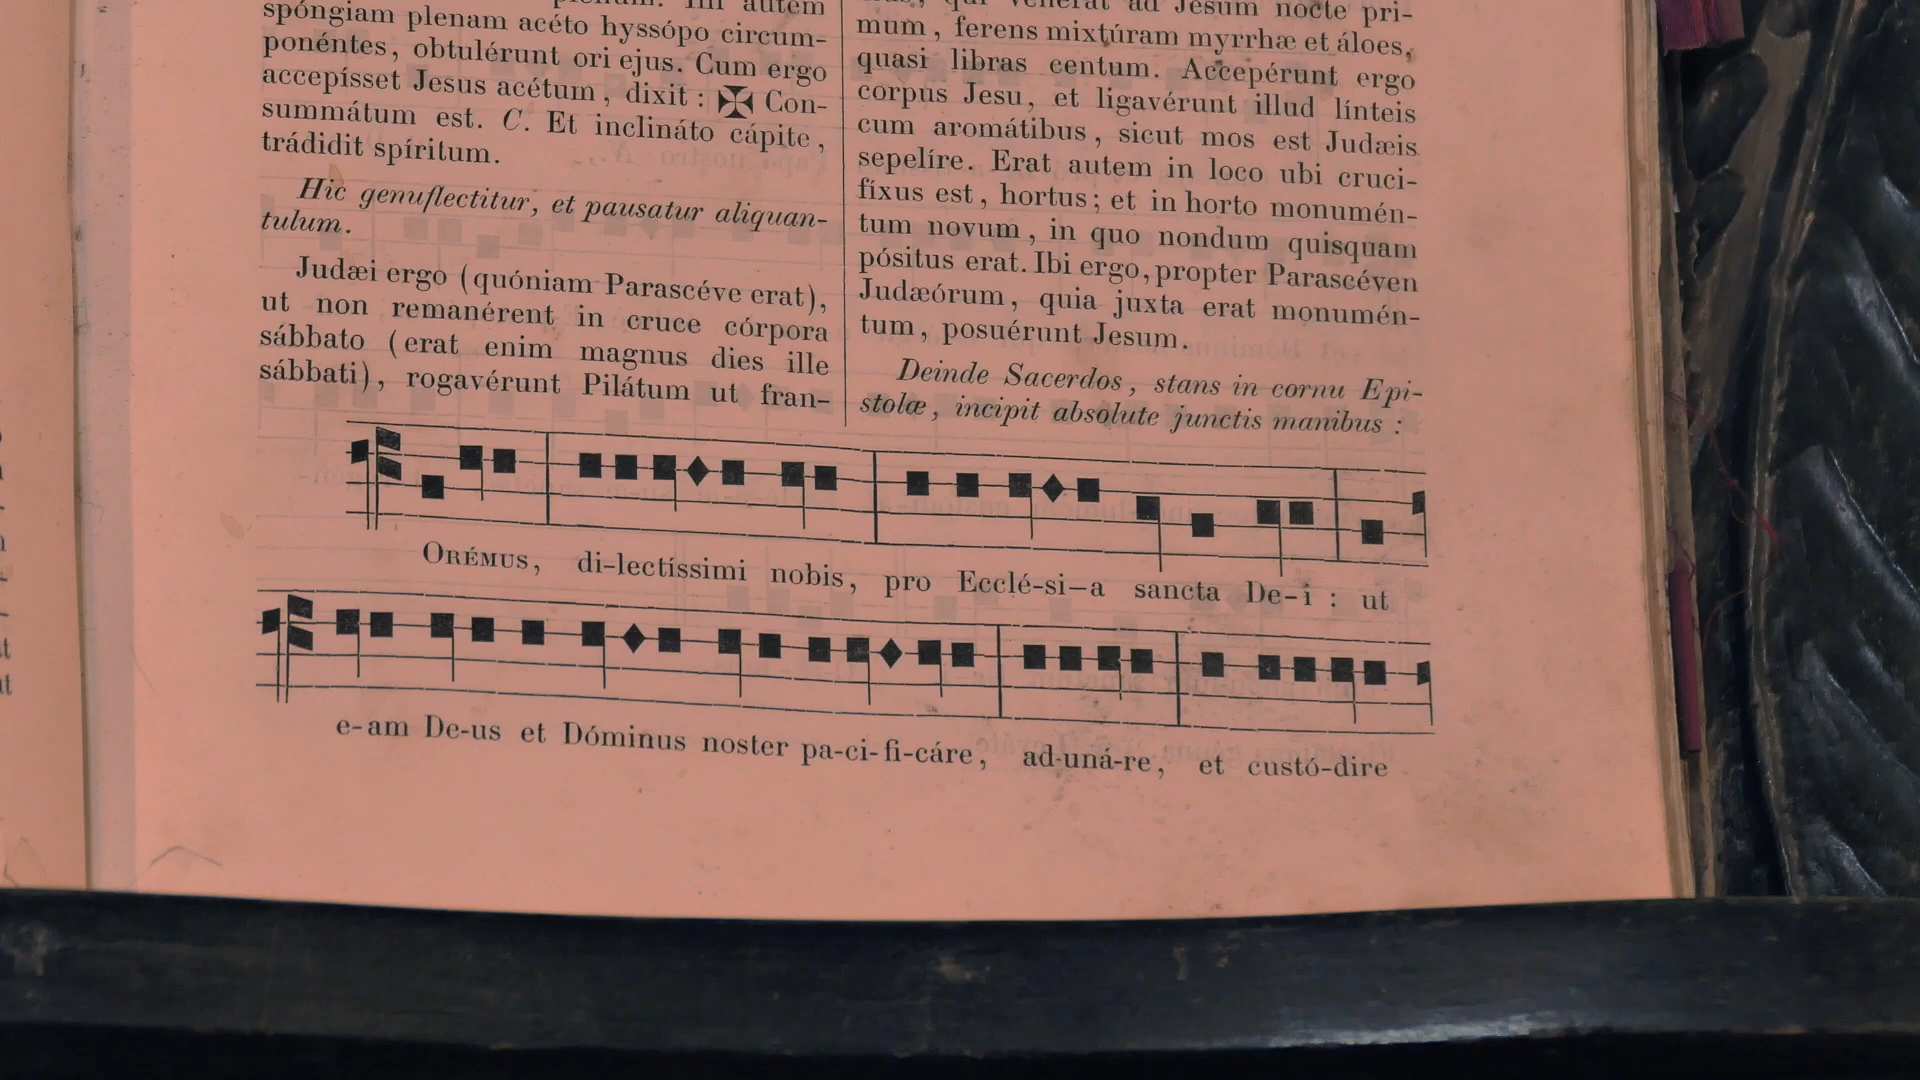 autem
spóngiam plenam acéto hyssópo circum-
ponéntes, obtulérunt ori ejus. Cum ergo
accepísset Jesus acétum, dixit : ✠ Con-
summátum est. C. Et inclináto cápite,
trádidit spíritum.
Hic genuflectitur, et pausatur aliquan-
tulum.
Judæi ergo (quóniam Parascéve erat),
ut non remanérent in cruce córpora
sábbato (erat enim magnus dies ille
sábbati), rogavérunt Pilátum ut fran-
qui venerat ad Jesum nocte pri-
mum, ferens mixtúram myrrhæ et áloes,
quasi libras centum. Accepérunt ergo
corpus Jesu, et ligavérunt illud línteis
cum aromátibus, sicut mos est Judæis
sepelíre. Erat autem in loco ubi cruci-
fíxus est, hortus; et in horto monumén-
tum novum, in quo nondum quisquam
pósitus erat. Ibi ergo, propter Parascéven
Judæórum, quia juxta erat monumén-
tum, posuérunt Jesum.
Deinde Sacerdos, stans in cornu Epi-
stolæ, incipit absolute junctis manibus :
ORÉMUS, di-lectíssimi nobis, pro Ecclé-si-a sancta De-i : ut
e-am De-us et Dóminus noster pa-ci-fi-cáre, ad-uná-re, et custó-dire